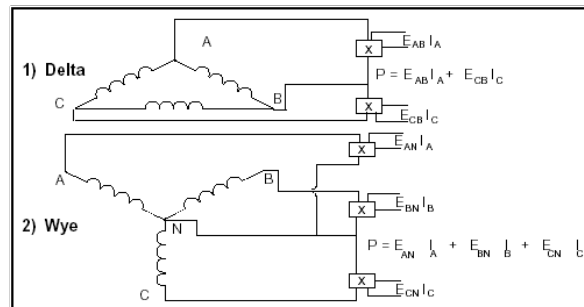 A
E_AB I_A
X
1) Delta
P = E_AB I_A + E_CB I_C
C
B
X
E_CB I_C
E_AN I_A
X
A
B
E_BN I_B
X
N
2) Wye
P = E_AN I_A + E_BN I_B + E_CN I_C
C
X
E_CN I_C